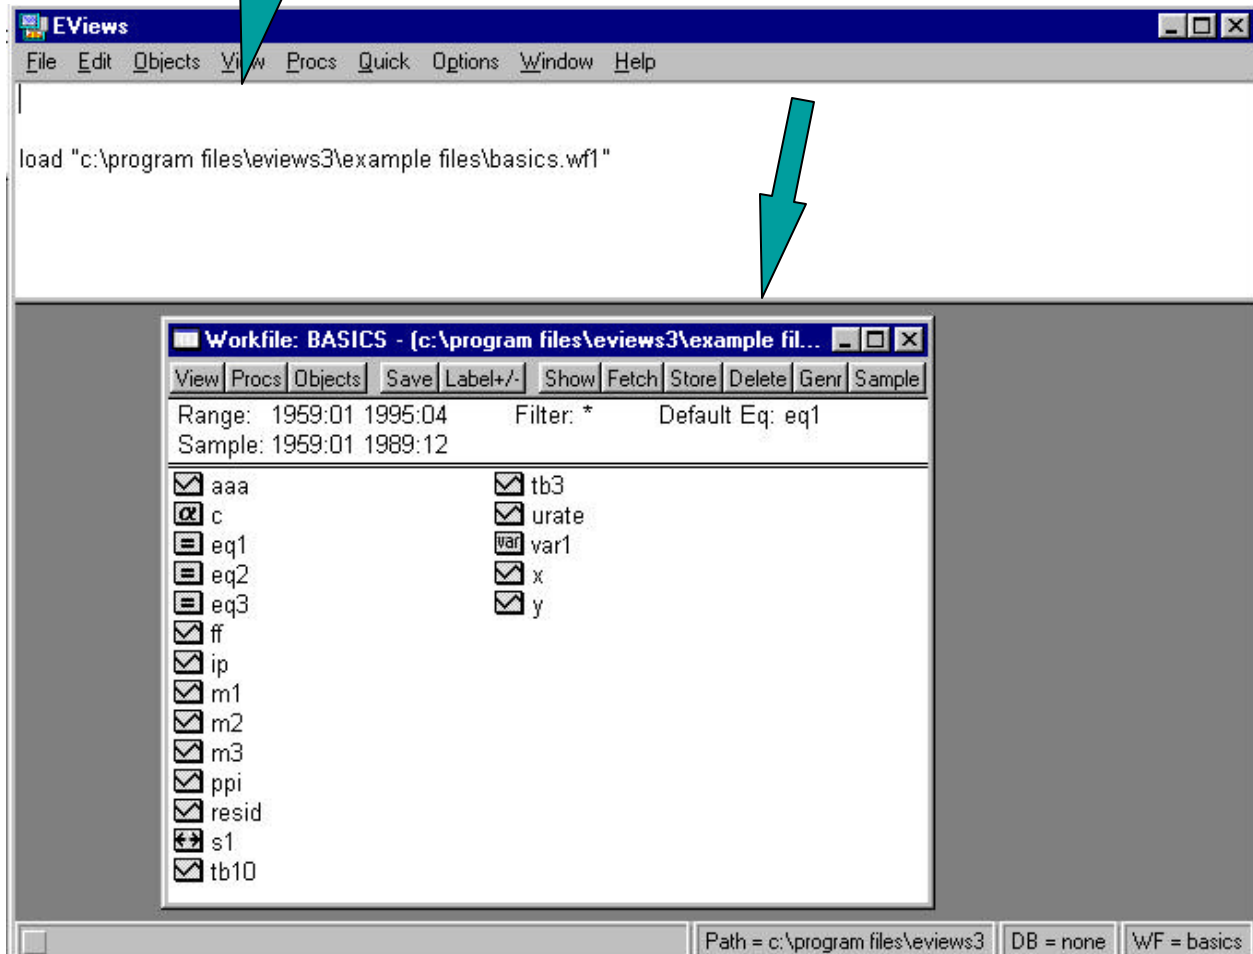 EViews
File Edit Objects View Procs Quick Options Window Help
load "c:\program files\eviews3\example files\basics.wf1"
Workfile: BASICS - (c:\program files\eviews3\example fil...
View Procs Objects Save Label+/- Show Fetch Store Delete Genr Sample
Range: 1959:01 1995:04 Filter: * Default Eq: eq1
Sample: 1959:01 1989:12
aaa
α c
= eq1
= eq2
= eq3
ff
ip
m1
m2
m3
ppi
resid
s1
tb10
tb3
urate
var var1
x
y
Path = c:\program files\eviews3 DB = none WF = basics